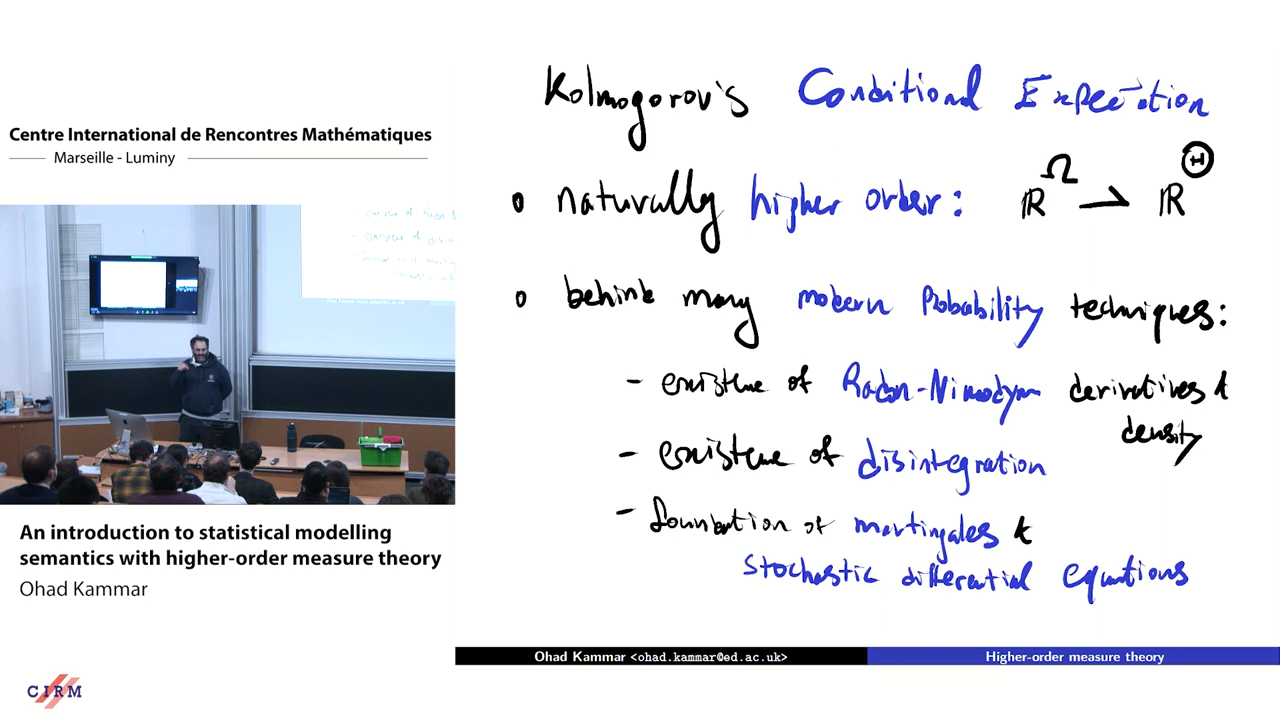 Centre International de Rencontres Mathématiques
Marseille - Luminy
An introduction to statistical modelling
semantics with higher-order measure theory
Ohad Kammar
CIRM
Kolmogorov's Conditional Expectation
• naturally higher order: ℝ^Ω → ℝ^Θ
• behind many modern Probability techniques:
- existence of Radon-Nikodym derivatives &
density
- existence of disintegration
- foundation of martingales &
stochastic differential equations
Ohad Kammar <ohad.kammar@ed.ac.uk>
Higher-order measure theory